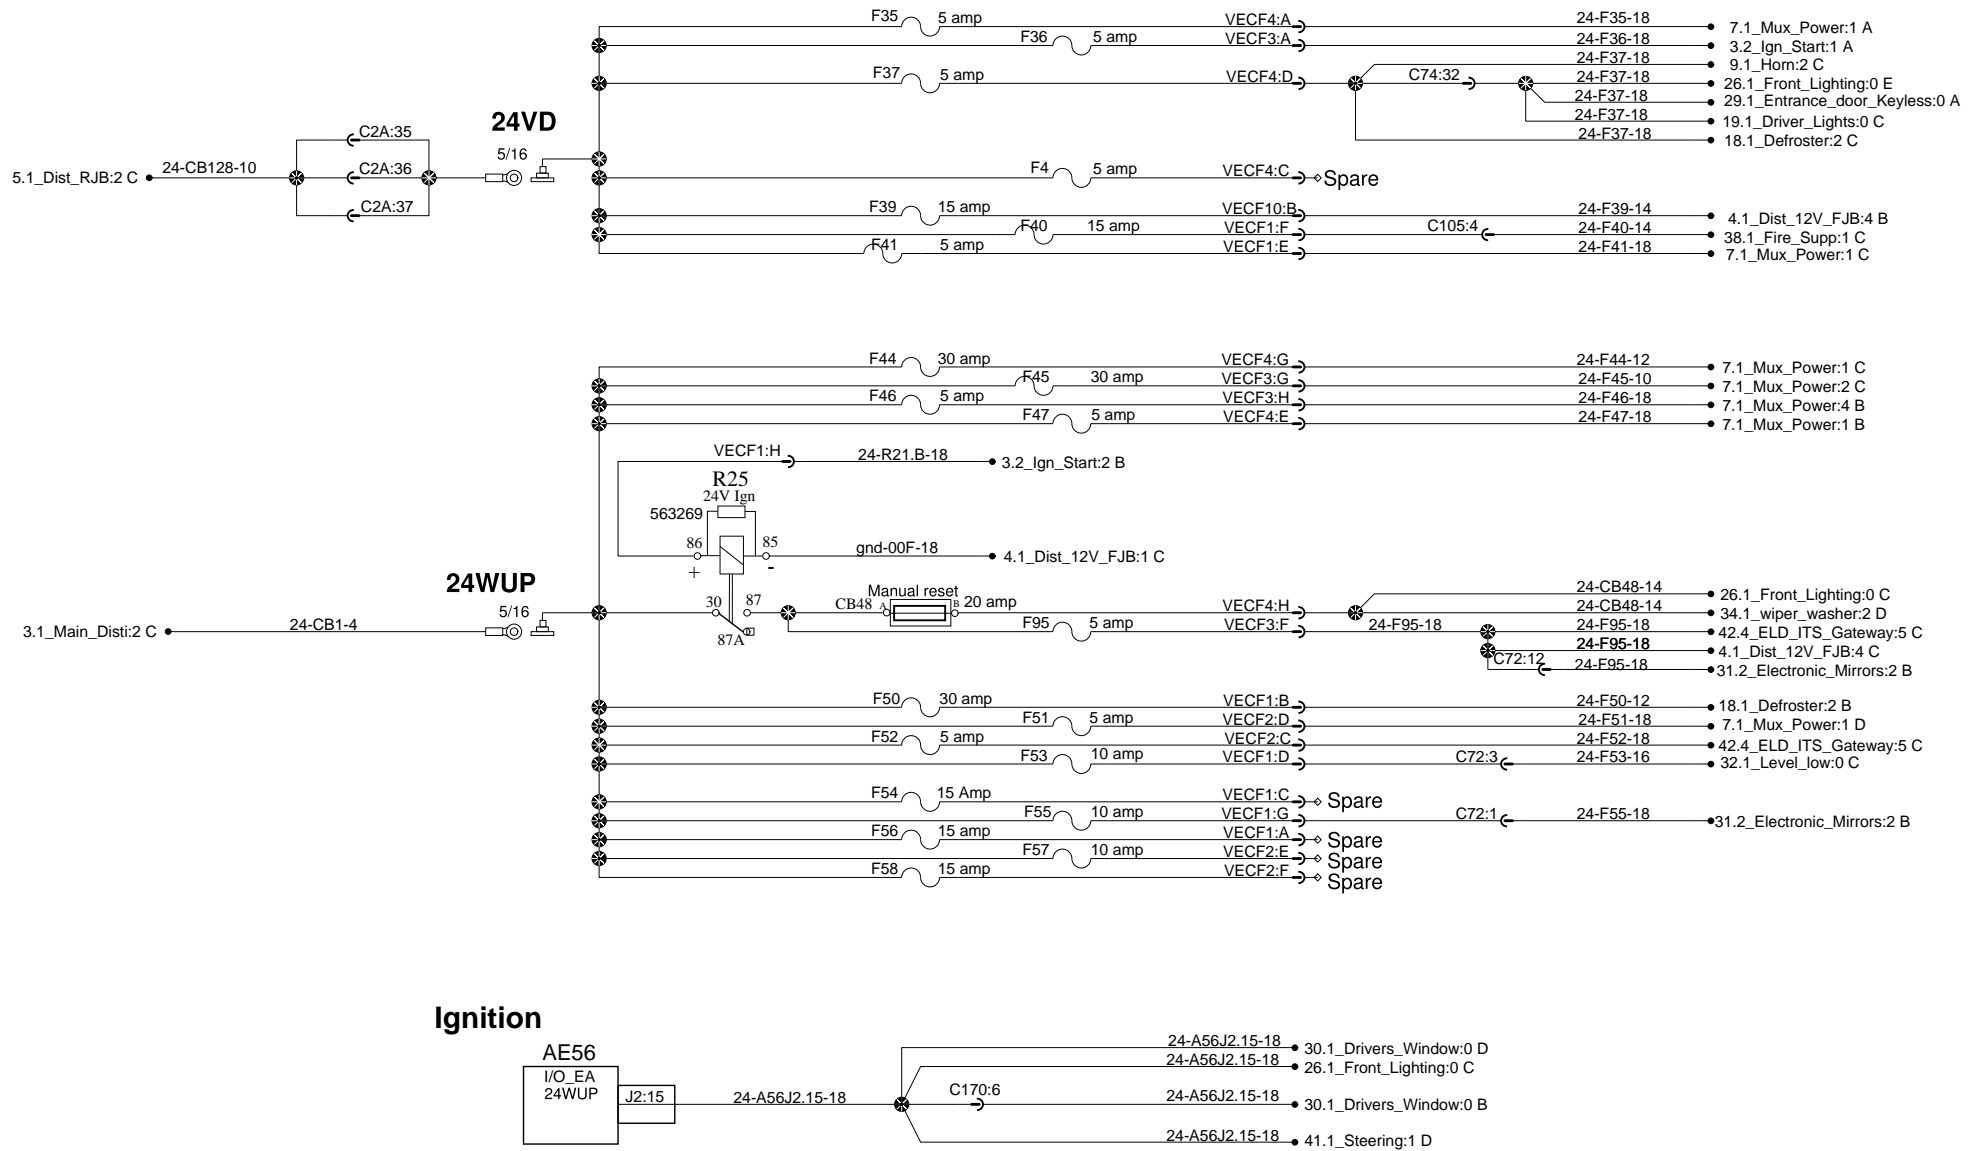 F35 5 amp VECF4:A 24-F35-18 7.1_Mux_Power:1 A
F36 5 amp VECF3:A 24-F36-18 3.2_Ign_Start:1 A
24-F37-18 9.1_Horn:2 C
F37 5 amp VECF4:D C74:32 24-F37-18 26.1_Front_Lighting:0 E
24-F37-18 29.1_Entrance_door_Keyless:0 A
24VD 24-F37-18 19.1_Driver_Lights:0 C
C2A:35 24-F37-18 18.1_Defroster:2 C
5/16
5.1_Dist_RJB:2 C 24-CB128-10 C2A:36 F4 5 amp VECF4:C Spare
C2A:37 F39 15 amp VECF10:B 24-F39-14 4.1_Dist_12V_FJB:4 B
F40 15 amp VECF1:F C105:4 24-F40-14 38.1_Fire_Supp:1 C
F41 5 amp VECF1:E 24-F41-18 7.1_Mux_Power:1 C
F44 30 amp VECF4:G 24-F44-12 7.1_Mux_Power:1 C
F45 30 amp VECF3:G 24-F45-10 7.1_Mux_Power:2 C
F46 5 amp VECF3:H 24-F46-18 7.1_Mux_Power:4 B
F47 5 amp VECF4:E 24-F47-18 7.1_Mux_Power:1 B
VECF1:H 24-R21.B-18 3.2_Ign_Start:2 B
R25
24V Ign
563269
86 85 gnd-00F-18 4.1_Dist_12V_FJB:1 C
+ -
24WUP
Manual reset 24-CB48-14 26.1_Front_Lighting:0 C
5/16 30 87 CB48 A B 20 amp VECF4:H 24-CB48-14 34.1_wiper_washer:2 D
3.1_Main_Disti:2 C 24-CB1-4 87A F95 5 amp VECF3:F 24-F95-18 24-F95-18 42.4_ELD_ITS_Gateway:5 C
24-F95-18 4.1_Dist_12V_FJB:4 C
C72:12 24-F95-18 31.2_Electronic_Mirrors:2 B
F50 30 amp VECF1:B 24-F50-12 18.1_Defroster:2 B
F51 5 amp VECF2:D 24-F51-18 7.1_Mux_Power:1 D
F52 5 amp VECF2:C 24-F52-18 42.4_ELD_ITS_Gateway:5 C
F53 10 amp VECF1:D C72:3 24-F53-16 32.1_Level_low:0 C
F54 15 Amp VECF1:C Spare
F55 10 amp VECF1:G C72:1 24-F55-18 31.2_Electronic_Mirrors:2 B
F56 15 amp VECF1:A Spare
F57 10 amp VECF2:E Spare
F58 15 amp VECF2:F Spare
Ignition
AE56
I/O_EA
24WUP
J2:15 24-A56J2.15-18
24-A56J2.15-18 30.1_Drivers_Window:0 D
24-A56J2.15-18 26.1_Front_Lighting:0 C
C170:6 24-A56J2.15-18 30.1_Drivers_Window:0 B
24-A56J2.15-18 41.1_Steering:1 D